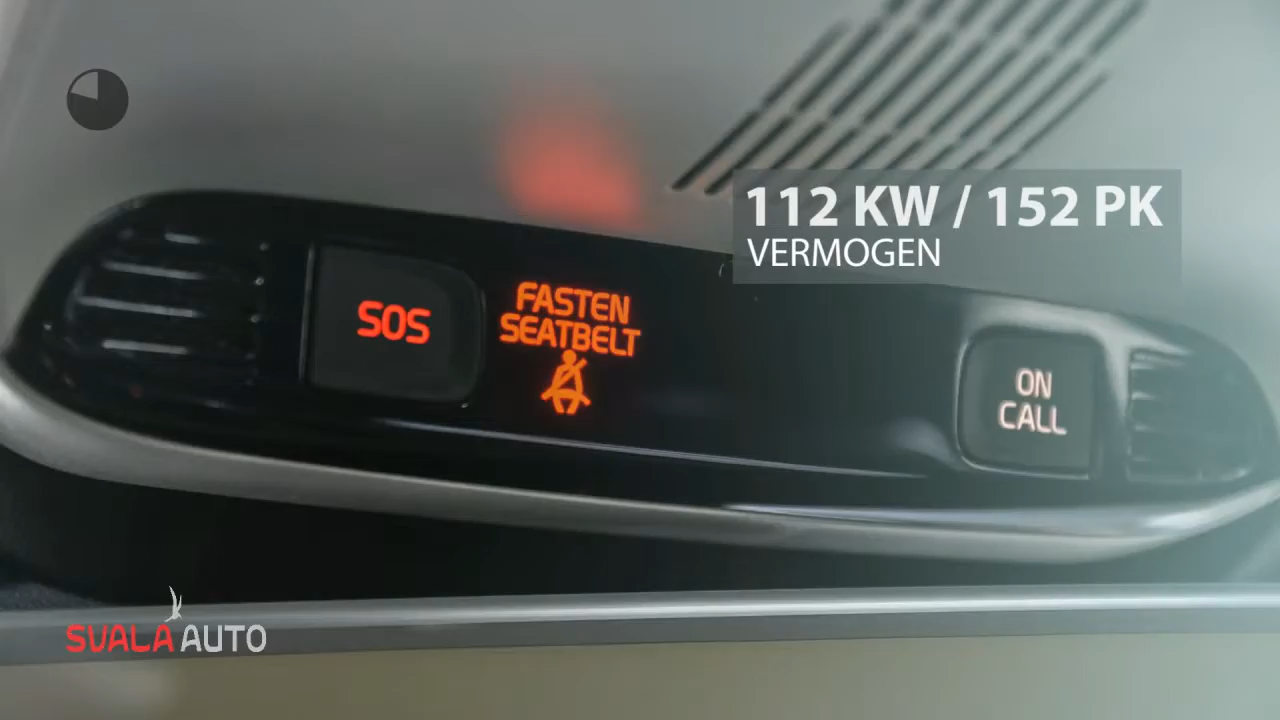 112 KW / 152 PK
VERMOGEN
SOS
FASTEN
SEATBELT
ON
CALL
SVALA AUTO